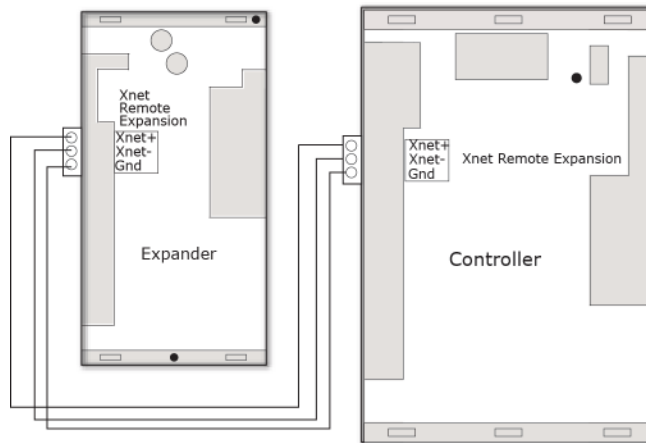 Xnet
Remote
Expansion
Xnet+
Xnet-
Gnd
Expander
Xnet+
Xnet-
Gnd
Xnet Remote Expansion
Controller